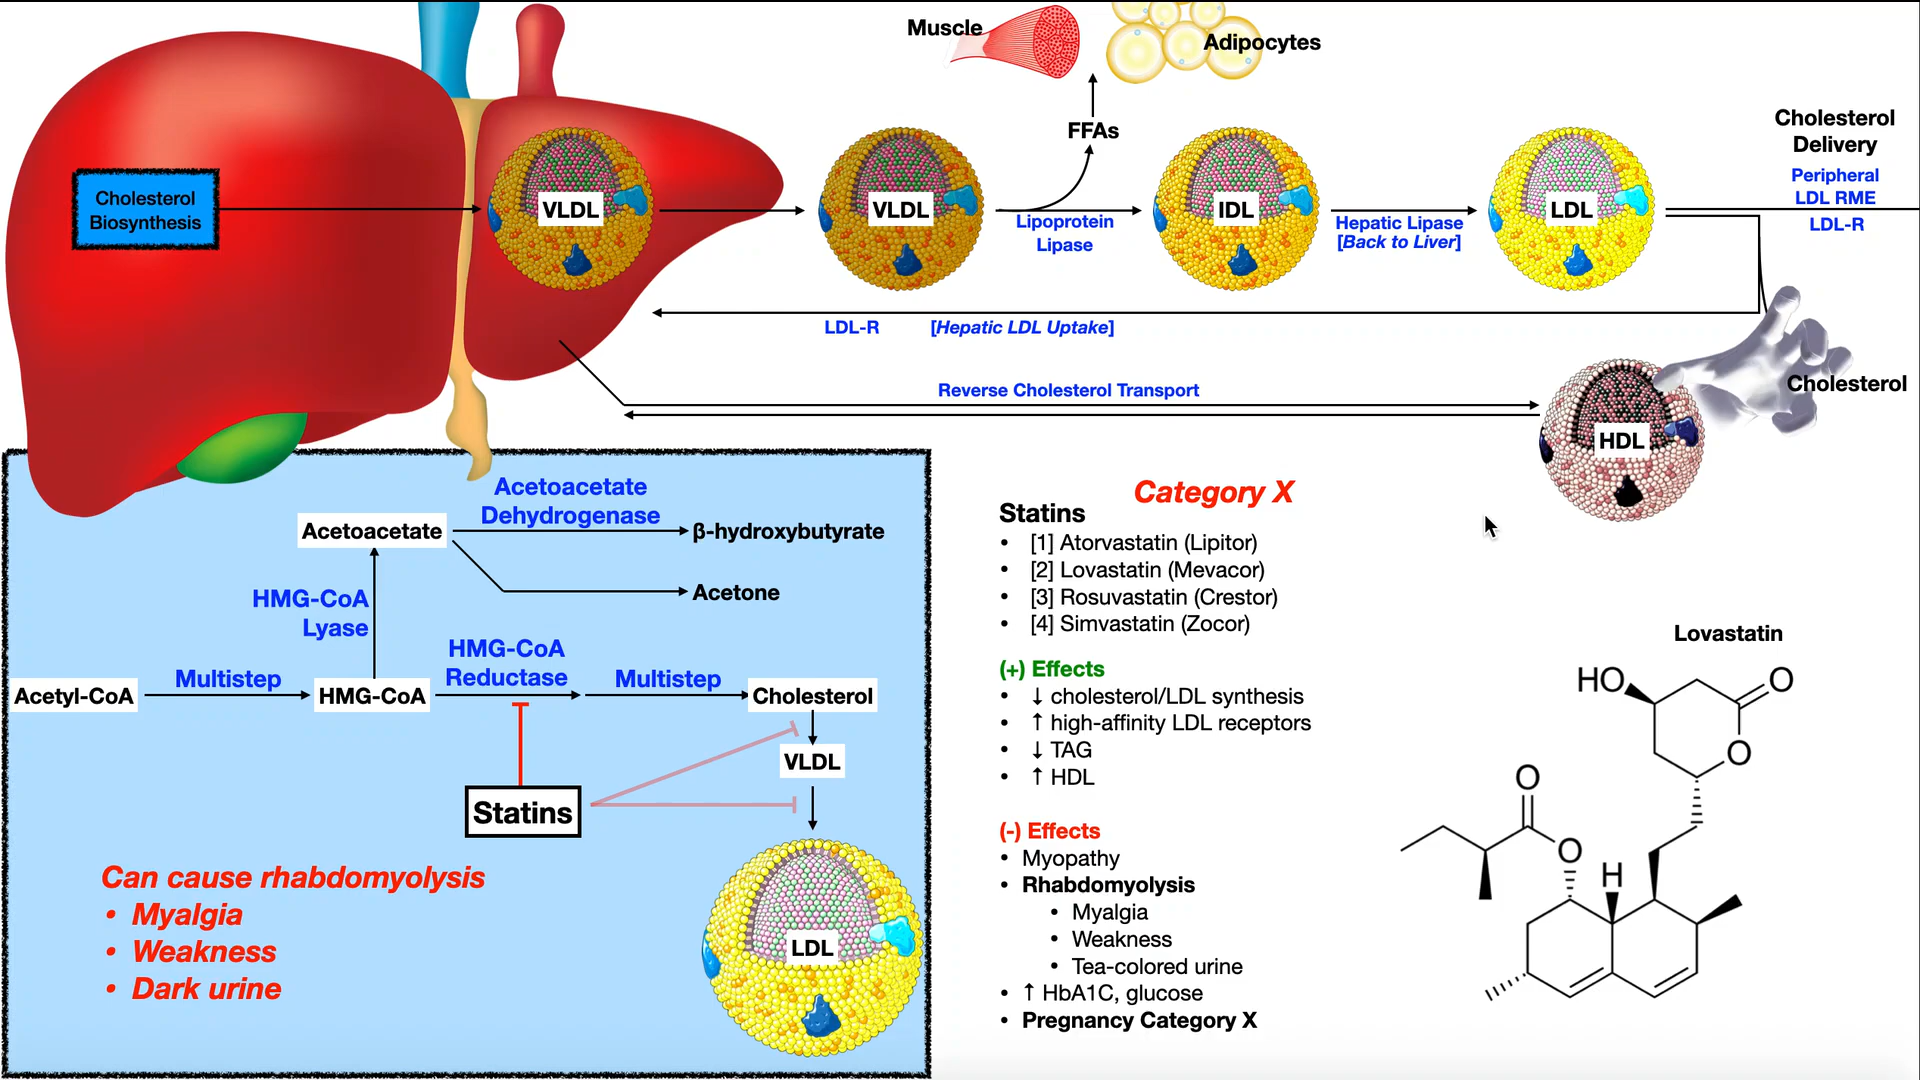 Muscle
Adipocytes
FFAs
Cholesterol
Delivery
Peripheral
LDL RME
LDL-R
Cholesterol
Biosynthesis
VLDL
VLDL
Lipoprotein
Lipase
IDL
Hepatic Lipase
[Back to Liver]
LDL
LDL-R [Hepatic LDL Uptake]
Reverse Cholesterol Transport
Cholesterol
HDL
Acetoacetate
Dehydrogenase
Acetoacetate
β-hydroxybutyrate
Acetone
HMG-CoA
Lyase
HMG-CoA
Reductase
Multistep
Multistep
Acetyl-CoA
HMG-CoA
Cholesterol
VLDL
Statins
LDL
Can cause rhabdomyolysis
• Myalgia
• Weakness
• Dark urine
Category X
Statins
• [1] Atorvastatin (Lipitor)
• [2] Lovastatin (Mevacor)
• [3] Rosuvastatin (Crestor)
• [4] Simvastatin (Zocor)
(+) Effects
• ↓ cholesterol/LDL synthesis
• ↑ high-affinity LDL receptors
• ↓ TAG
• ↑ HDL
(-) Effects
• Myopathy
• Rhabdomyolysis
• Myalgia
• Weakness
• Tea-colored urine
• ↑ HbA1C, glucose
• Pregnancy Category X
Lovastatin
HO
O
O
O
O
H